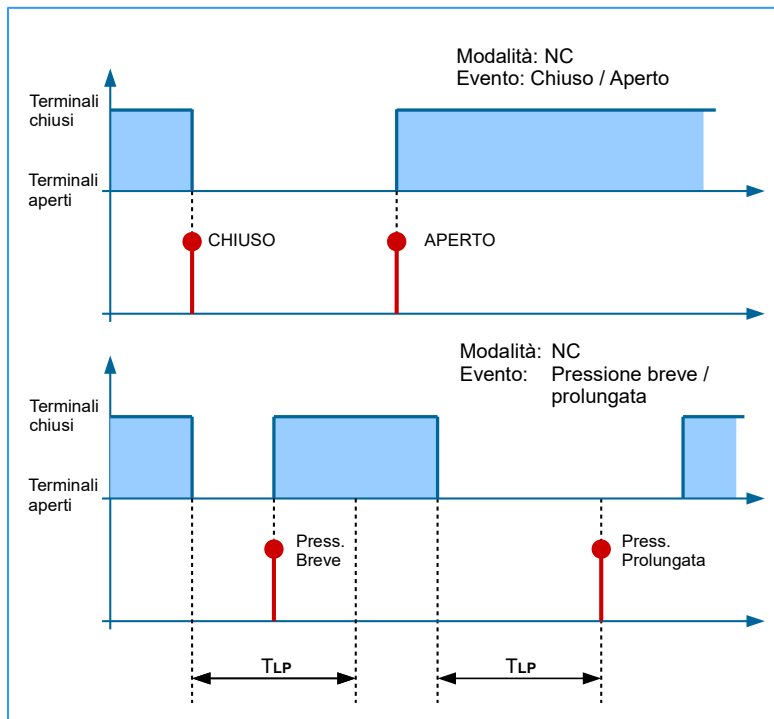 Modalità: NC
Evento: Chiuso / Aperto
Terminali
chiusi
Terminali
aperti
CHIUSO
APERTO
Modalità: NC
Evento: Pressione breve /
prolungata
Terminali
chiusi
Terminali
aperti
Press.
Breve
Press.
Prolungata
TLP
TLP